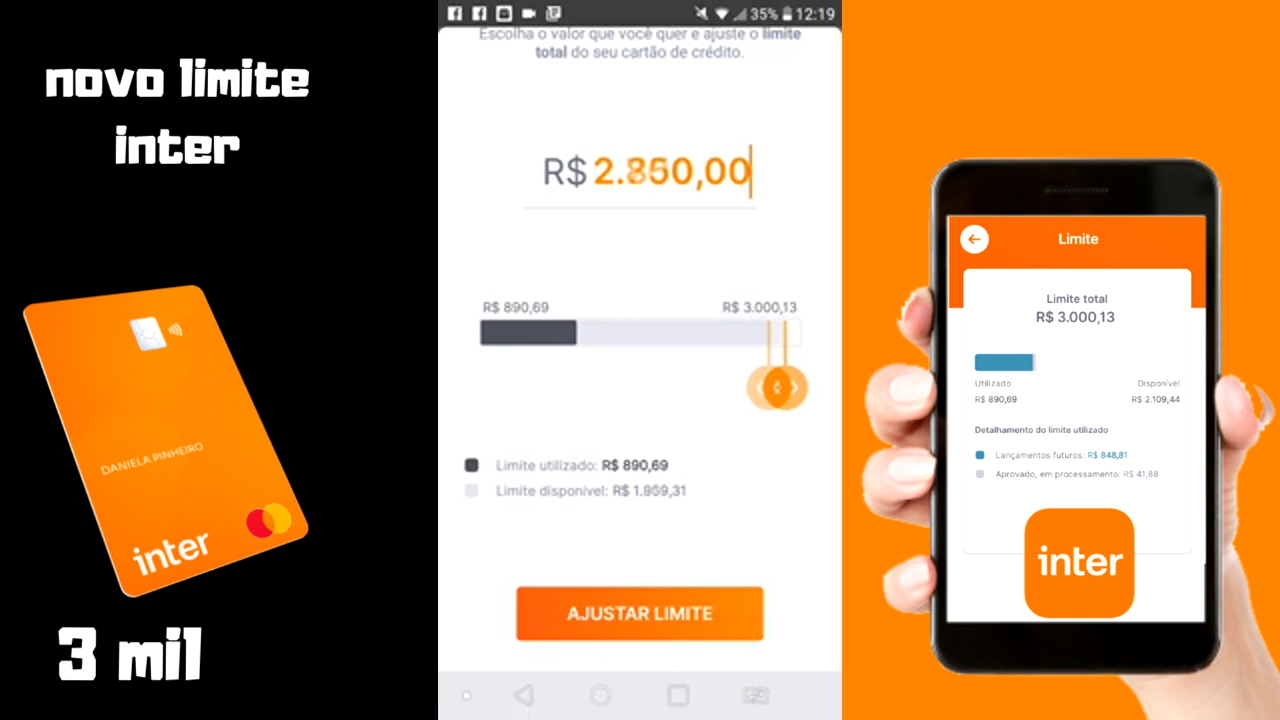 novo limite
inter
DANIELA PINHEIRO
inter
3 mil
35% 12:19
Escolha o valor que você quer e ajuste o limite
total do seu cartão de crédito.
R$ 2.850,00
R$ 890,69 R$ 3.000,13
Limite utilizado: R$ 890,69
Limite disponível: R$ 1.959,31
AJUSTAR LIMITE
Limite
Limite total
R$ 3.000,13
Utilizado Disponível
R$ 890,69 R$ 2.109,44
Detalhamento do limite utilizado
Lançamentos futuros: R$ 848,81
Aprovado, em processamento: R$ 41,88
inter